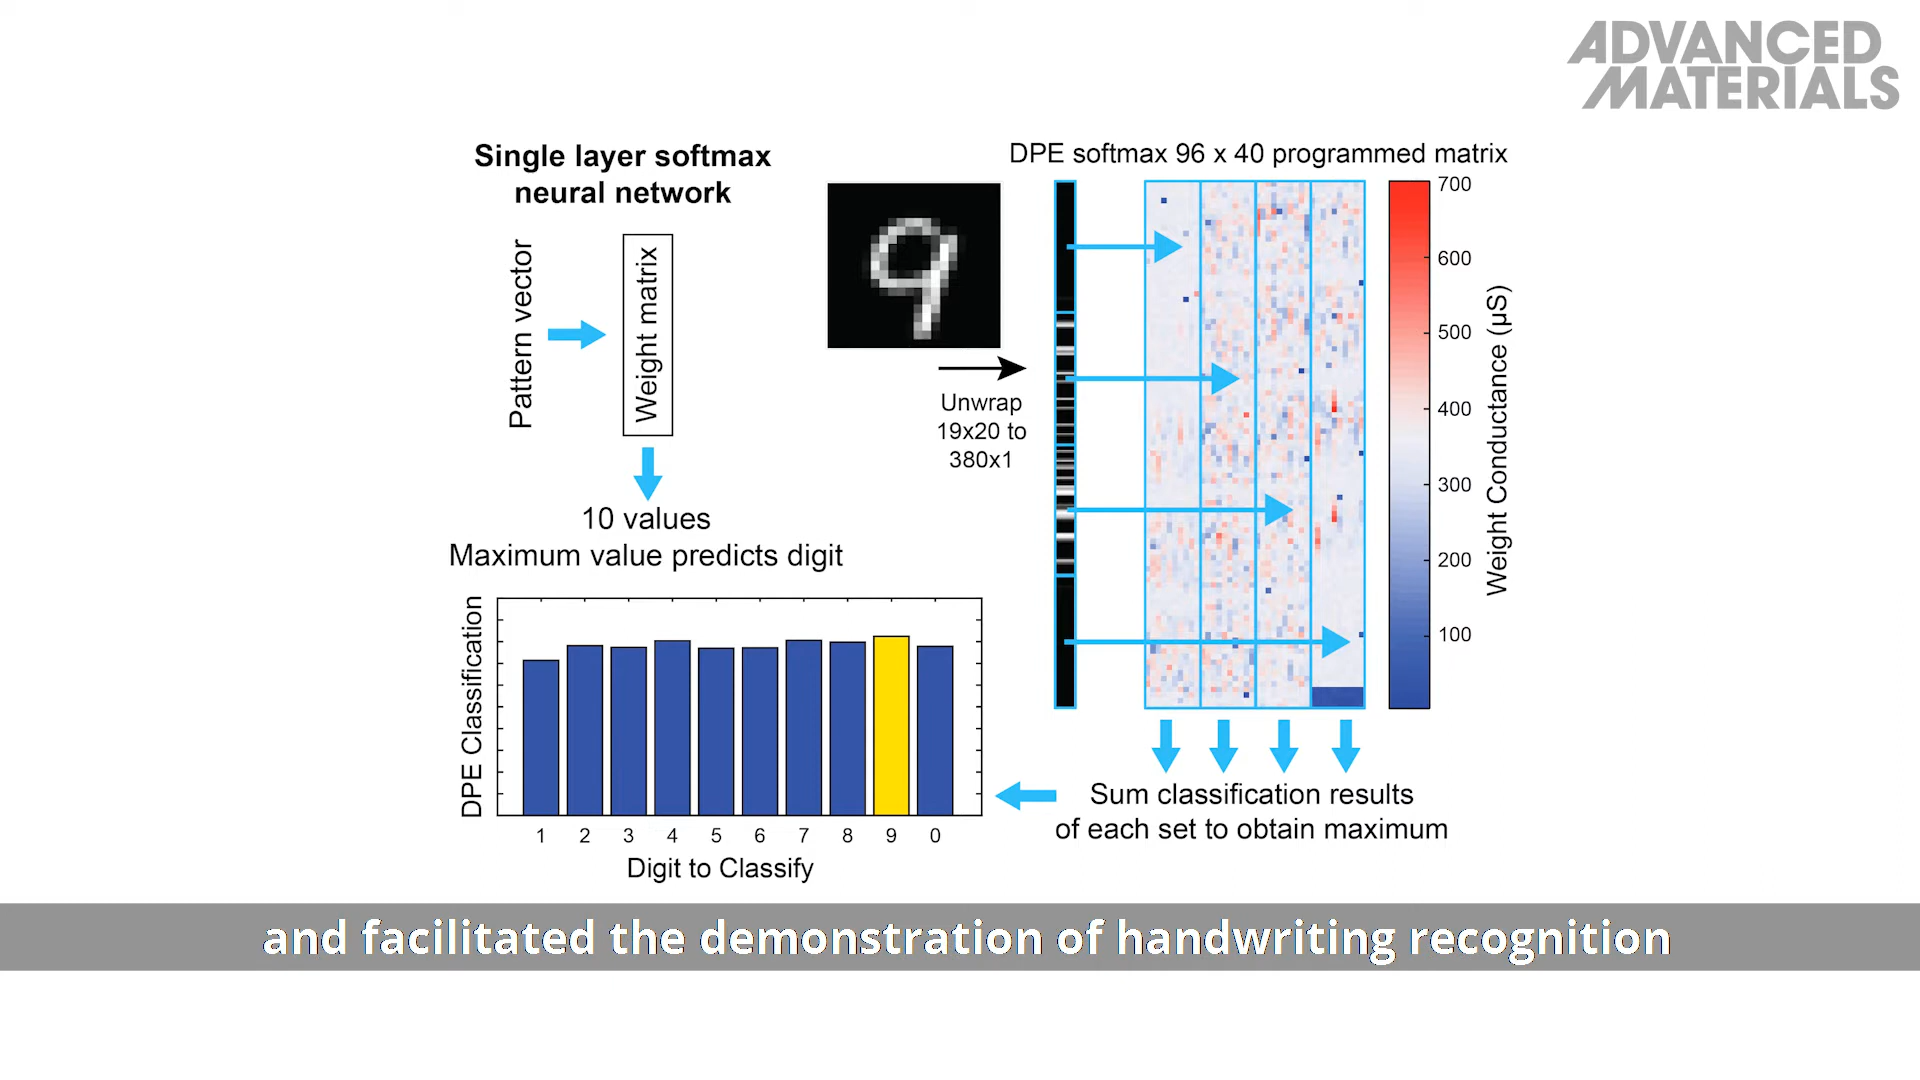 ADVANCED
MATERIALS
Single layer softmax
neural network
Pattern vector
Weight matrix
10 values
Maximum value predicts digit
DPE Classification
1 2 3 4 5 6 7 8 9 0
Digit to Classify
9
Unwrap
19x20 to
380x1
DPE softmax 96 x 40 programmed matrix
700
600
500
400
300
200
100
Weight Conductance (µS)
Sum classification results
of each set to obtain maximum
and facilitated the demonstration of handwriting recognition